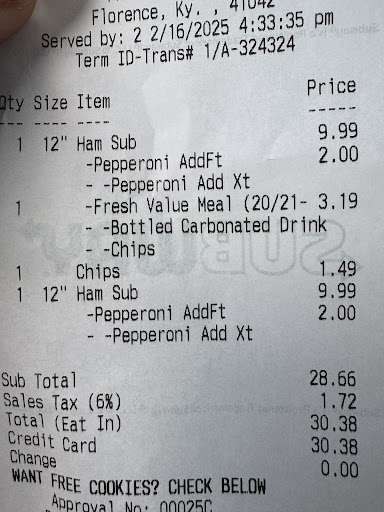 Florence, Ky. , 41042
Served by: 2 2/16/2025 4:33:35 pm
Term ID-Trans# 1/A-324324
Qty Size Item Price
--- ---- ---- -----
1 12" Ham Sub 9.99
-Pepperoni AddFt 2.00
- -Pepperoni Add Xt
1 -Fresh Value Meal (20/21- 3.19
- -Bottled Carbonated Drink
- -Chips
1 Chips 1.49
1 12" Ham Sub 9.99
-Pepperoni AddFt 2.00
- -Pepperoni Add Xt
SUBWAY
Sub Total 28.66
Sales Tax (6%) 1.72
Total (Eat In) 30.38
Credit Card 30.38
Change 0.00
WANT FREE COOKIES? CHECK BELOW
Approval No: 00025C